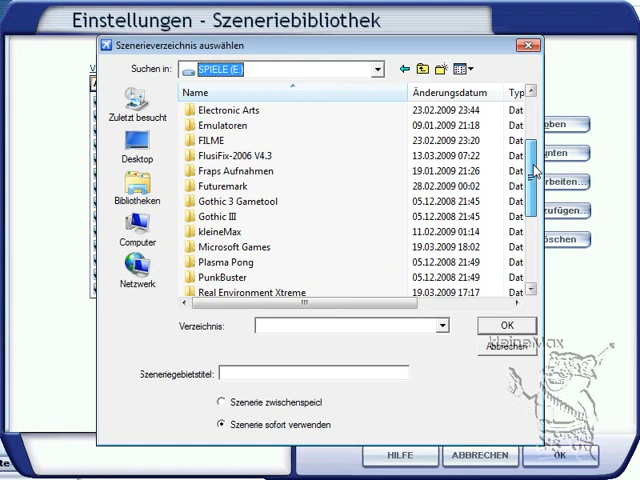 Einstellungen - Szeneriebibliothek
Szenerieverzeichnis auswählen
Suchen in: SPIELE (E:)
Name Änderungsdatum Typ
Electronic Arts 23.02.2009 23:44 Dat
Emulatoren 09.01.2009 21:18 Dat
FILME 23.02.2009 23:20 Dat
FlusiFix-2006 V4.3 13.03.2009 07:22 Dat
Fraps Aufnahmen 19.01.2009 21:26 Dat
Futuremark 28.02.2009 00:02 Dat
Gothic 3 Gametool 05.12.2008 21:45 Dat
Gothic III 05.12.2008 21:45 Dat
kleineMax 11.02.2009 01:14 Dat
Microsoft Games 19.03.2009 18:02 Dat
Plasma Pong 05.12.2008 21:49 Dat
PunkBuster 05.12.2008 21:49 Dat
Real Environment Xtreme 19.03.2009 17:17 Dat
Zuletzt besucht
Desktop
Bibliotheken
Computer
Netzwerk
oben
unten
arbeiten...
zufügen...
öschen
Verzeichnis:
OK
Abbrechen
kleineMax
Szeneriegebietstitel:
Szenerie zwischenspeicl
Szenerie sofort verwenden
HILFE
ABBRECHEN
OK